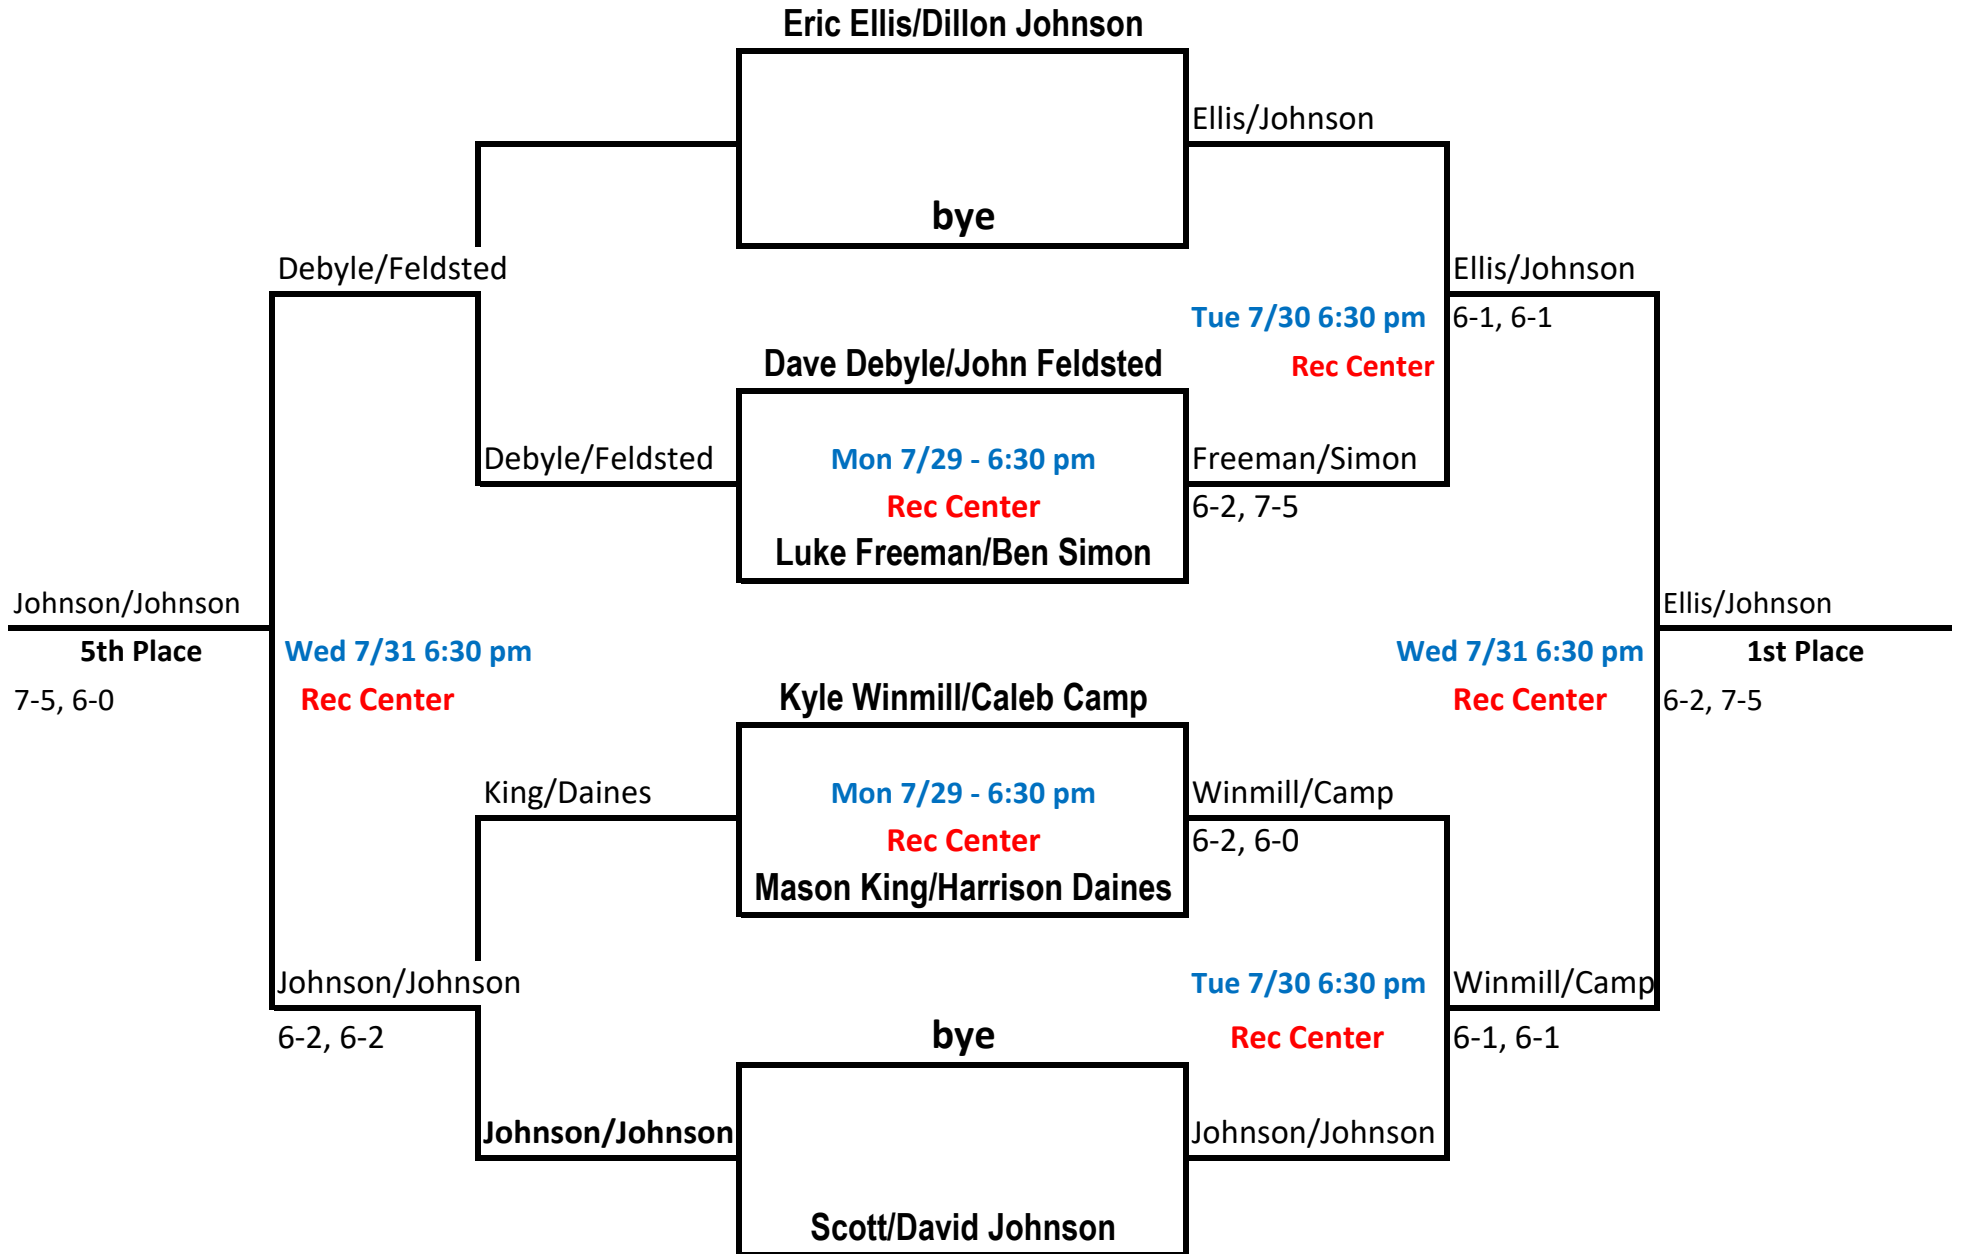 Eric Ellis/Dillon Johnson
Ellis/Johnson
bye
Debyle/Feldsted
Ellis/Johnson
Tue 7/30 6:30 pm
6-1, 6-1
Dave Debyle/John Feldsted
Rec Center
Debyle/Feldsted
Mon 7/29 - 6:30 pm
Freeman/Simon
Rec Center
6-2, 7-5
Luke Freeman/Ben Simon
Johnson/Johnson
Ellis/Johnson
5th Place
Wed 7/31 6:30 pm
Wed 7/31 6:30 pm
1st Place
7-5, 6-0
Rec Center
Kyle Winmill/Caleb Camp
Rec Center
6-2, 7-5
King/Daines
Mon 7/29 - 6:30 pm
Winmill/Camp
Rec Center
6-2, 6-0
Mason King/Harrison Daines
Johnson/Johnson
Tue 7/30 6:30 pm
Winmill/Camp
6-2, 6-2
bye
Rec Center
6-1, 6-1
Johnson/Johnson
Johnson/Johnson
Scott/David Johnson